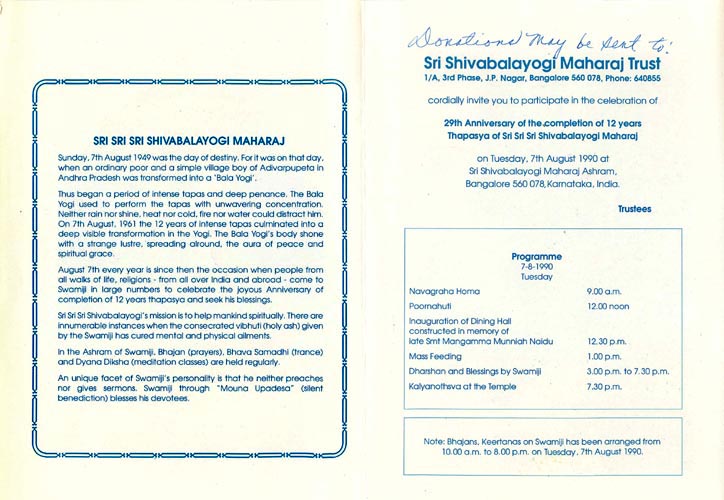 SRI SRI SRI SHIVABALAYOGI MAHARAJ
Sunday, 7th August 1949 was the day of destiny. For it was on that day,
when an ordinary poor and a simple village boy of Adivarpupeta in
Andhra Pradesh was transformed into a 'Bala Yogi'.
Thus began a period of intense tapas and deep penance. The Bala
Yogi used to perform the tapas with unwavering concentration.
Neither rain nor shine, heat nor cold, fire nor water could distract him.
On 7th August, 1961 the 12 years of intense tapas culminated into a
deep visible transformation in the Yogi. The Bala Yogi's body shone
with a strange lustre, spreading alround, the aura of peace and
spiritual grace.
August 7th every year is since then the occasion when people from
all walks of life, religions - from all over India and abroad - come to
Swamiji in large numbers to celebrate the joyous Anniversary of
completion of 12 years thapasya and seek his blessings.
Sri Sri Sri Shivabalayogi's mission is to help mankind spiritually. There are
innumerable instances when the consecrated vibhuti (holy ash) given
by the Swamiji has cured mental and physical ailments.
In the Ashram of Swamiji, Bhajan (prayers), Bhava Samadhi (trance)
and Dyana Diksha (meditation classes) are held regularly.
An unique facet of Swamiji's personality is that he neither preaches
nor gives sermons. Swamiji through "Mouna Upadesa" (silent
benediction) blesses his devotees.
Donations May be sent to:
Sri Shivabalayogi Maharaj Trust
1/A, 3rd Phase, J.P. Nagar, Bangalore 560 078, Phone: 640855
cordially invite you to participate in the celebration of
29th Anniversary of the completion of 12 years
Thapasya of Sri Sri Sri Shivabalayogi Maharaj
on Tuesday, 7th August 1990 at
Sri Shivabalayogi Maharaj Ashram,
Bangalore 560 078, Karnataka, India.
Trustees
Programme
7-8-1990
Tuesday
Navagraha Homa 9.00 a.m.
Poornahuti 12.00 noon
Inauguration of Dining Hall
constructed in memory of
late Smt Mangamma Munniah Naidu 12.30 p.m.
Mass Feeding 1.00 p.m.
Dharshan and Blessings by Swamiji 3.00 p.m. to 7.30 p.m.
Kalyanothsva at the Temple 7.30 p.m.
Note: Bhajans, Keertanas on Swamiji has been arranged from
10.00 a.m. to 8.00 p.m. on Tuesday, 7th August 1990.